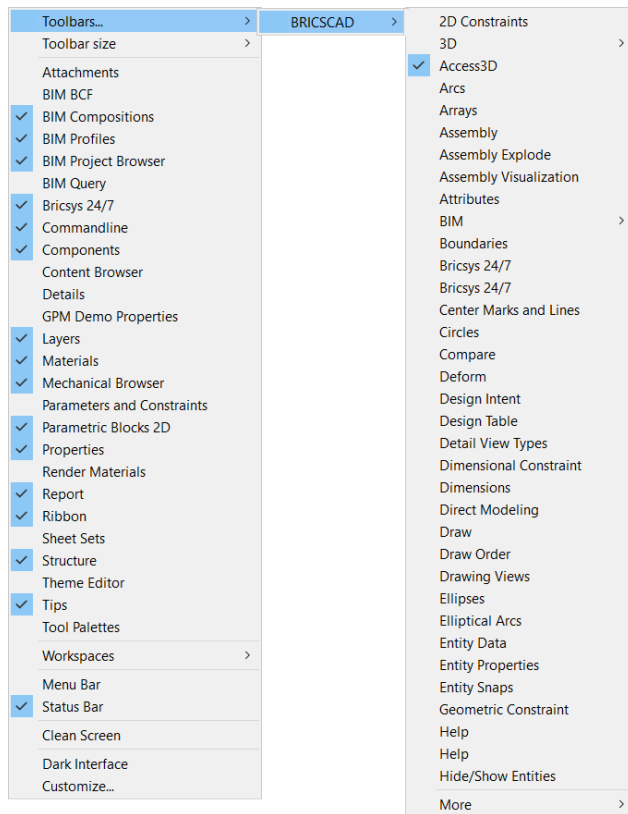 Toolbars...
Toolbar size
Attachments
BIM BCF
BIM Compositions
BIM Profiles
BIM Project Browser
BIM Query
Bricsys 24/7
Commandline
Components
Content Browser
Details
GPM Demo Properties
Layers
Materials
Mechanical Browser
Parameters and Constraints
Parametric Blocks 2D
Properties
Render Materials
Report
Ribbon
Sheet Sets
Structure
Theme Editor
Tips
Tool Palettes
Workspaces
Menu Bar
Status Bar
Clean Screen
Dark Interface
Customize...
BRICSCAD
2D Constraints
3D
Access3D
Arcs
Arrays
Assembly
Assembly Explode
Assembly Visualization
Attributes
BIM
Boundaries
Bricsys 24/7
Bricsys 24/7
Center Marks and Lines
Circles
Compare
Deform
Design Intent
Design Table
Detail View Types
Dimensional Constraint
Dimensions
Direct Modeling
Draw
Draw Order
Drawing Views
Ellipses
Elliptical Arcs
Entity Data
Entity Properties
Entity Snaps
Geometric Constraint
Help
Help
Hide/Show Entities
More